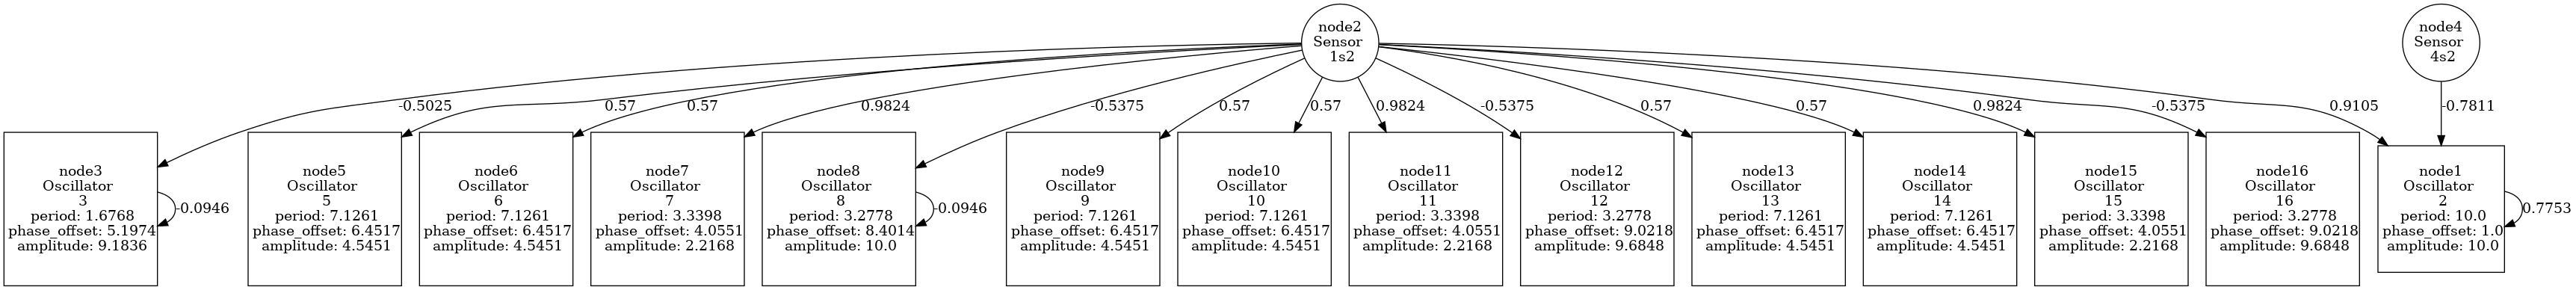 node2
Sensor
1s2
node4
Sensor
4s2
-0.5025
0.57
0.57
0.9824
-0.5375
0.57
0.57
0.9824
-0.5375
0.57
0.57
0.9824
-0.5375
0.9105
-0.7811
node3
Oscillator
3
period: 1.6768
phase_offset: 5.1974
amplitude: 9.1836
-0.0946
node5
Oscillator
5
period: 7.1261
phase_offset: 6.4517
amplitude: 4.5451
node6
Oscillator
6
period: 7.1261
phase_offset: 6.4517
amplitude: 4.5451
node7
Oscillator
7
period: 3.3398
phase_offset: 4.0551
amplitude: 2.2168
node8
Oscillator
8
period: 3.2778
phase_offset: 8.4014
amplitude: 10.0
-0.0946
node9
Oscillator
9
period: 7.1261
phase_offset: 6.4517
amplitude: 4.5451
node10
Oscillator
10
period: 7.1261
phase_offset: 6.4517
amplitude: 4.5451
node11
Oscillator
11
period: 3.3398
phase_offset: 4.0551
amplitude: 2.2168
node12
Oscillator
12
period: 3.2778
phase_offset: 9.0218
amplitude: 9.6848
node13
Oscillator
13
period: 7.1261
phase_offset: 6.4517
amplitude: 4.5451
node14
Oscillator
14
period: 7.1261
phase_offset: 6.4517
amplitude: 4.5451
node15
Oscillator
15
period: 3.3398
phase_offset: 4.0551
amplitude: 2.2168
node16
Oscillator
16
period: 3.2778
phase_offset: 9.0218
amplitude: 9.6848
node1
Oscillator
2
period: 10.0
phase_offset: 1.0
amplitude: 10.0
0.7753